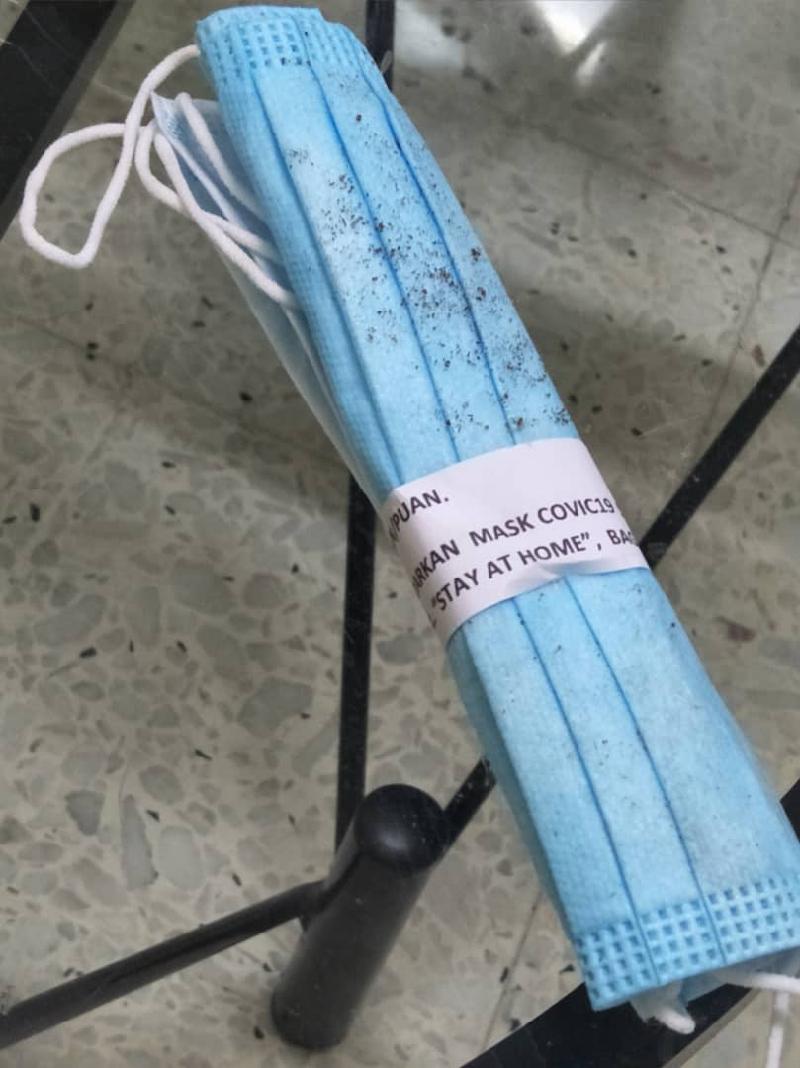 PUAN.
ARKAN MASK COVIC19
"STAY AT HOME", BA